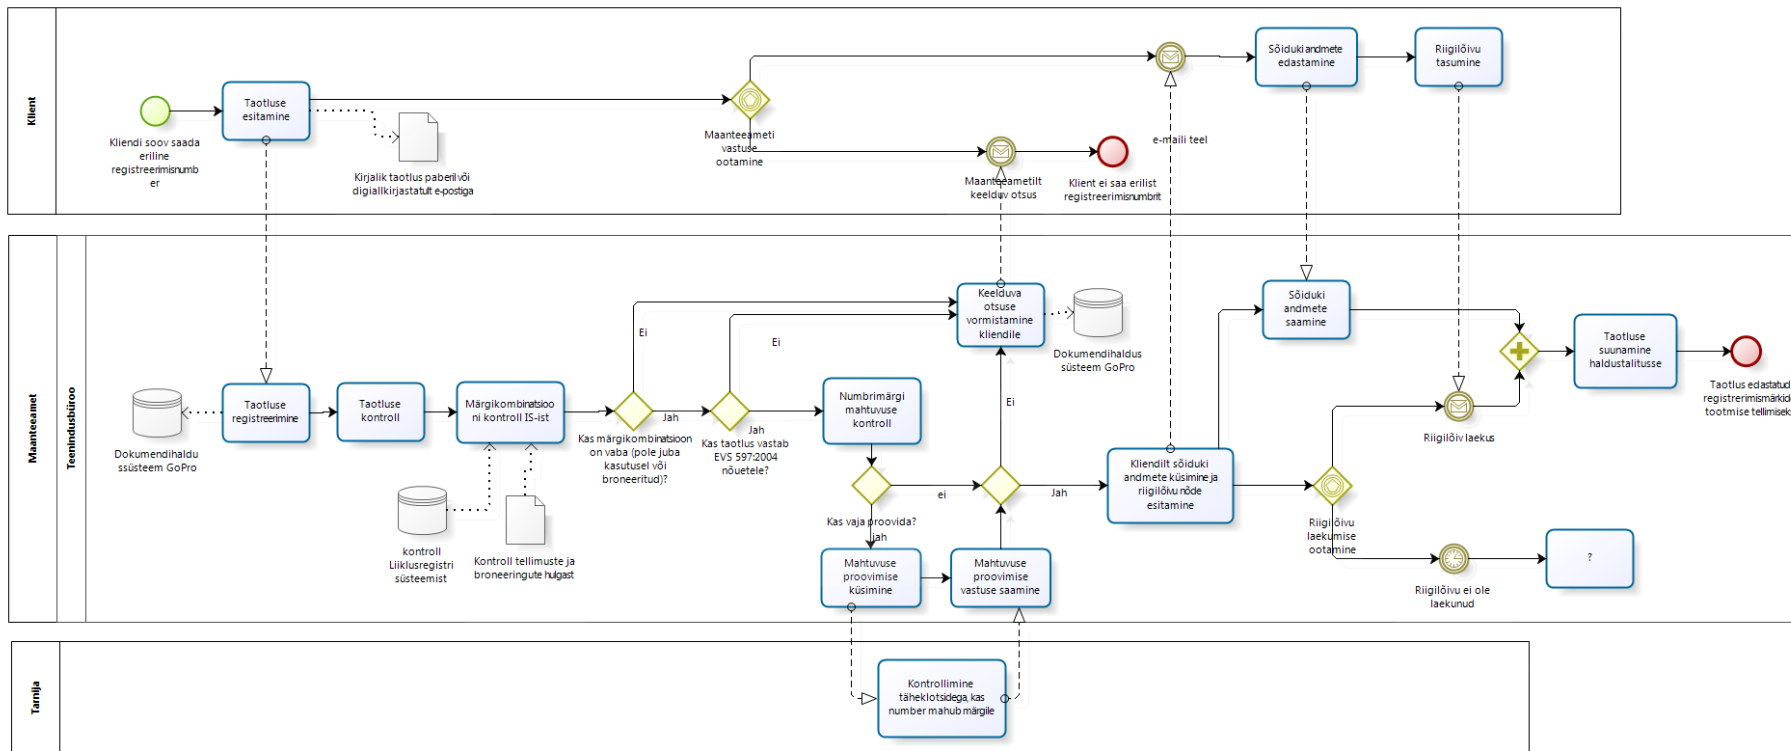 Klient
Kliendi soov saada
eriline
registreerimisnumb
er
Taotluse
esitamine
Kirjalik taotlus paberil või
digiallkirjastatult e-postiga
Maanteeameti
vastuse
ootamine
Maanteeametilt
keelduv otsus
Klient ei saa erilist
registreerimisnumbrit
e-maili teel
Sõiduki andmete
edastamine
Riigilõivu
tasumine
Maanteeamet
Teenindusbüroo
Dokumendihaldu
ssüsteem GoPro
Taotluse
registreerimine
Taotluse
kontroll
Märgikombinatsioo
ni kontroll IS-ist
kontroll
Liiklusregistri
süsteemist
Kontroll tellimuste ja
broneeringute hulgast
Ei
Jah
Kas märgikombinatsioon
on vaba (pole juba
kasutusel või
broneeritud)?
Ei
Jah
Kas taotlus vastab
EVS 597:2004
nõuetele?
Numbrimärgi
mahtuvuse
kontroll
Kas vaja proovida?
ei
jah
Mahtuvuse
proovimise
küsimine
Mahtuvuse
proovimise
vastuse saamine
Keelduva
otsuse
vormistamine
kliendile
Dokumendihaldus
süsteem GoPro
Ei
Jah
Kliendilt sõiduki
andmete küsimine ja
riigilõivu nõde
esitamine
Sõiduki
andmete
saamine
Riigilõivu
laekumise
ootamine
Riigilõiv laekus
Riigilõivu ei ole
laekunud
?
Taotluse
suunamine
haldustalitusse
Taotlus edastatud
registrerimismärkide
tootmise tellimiseks
Tarnija
Kontrollimine
täheklotsidega, kas
number mahub märgile